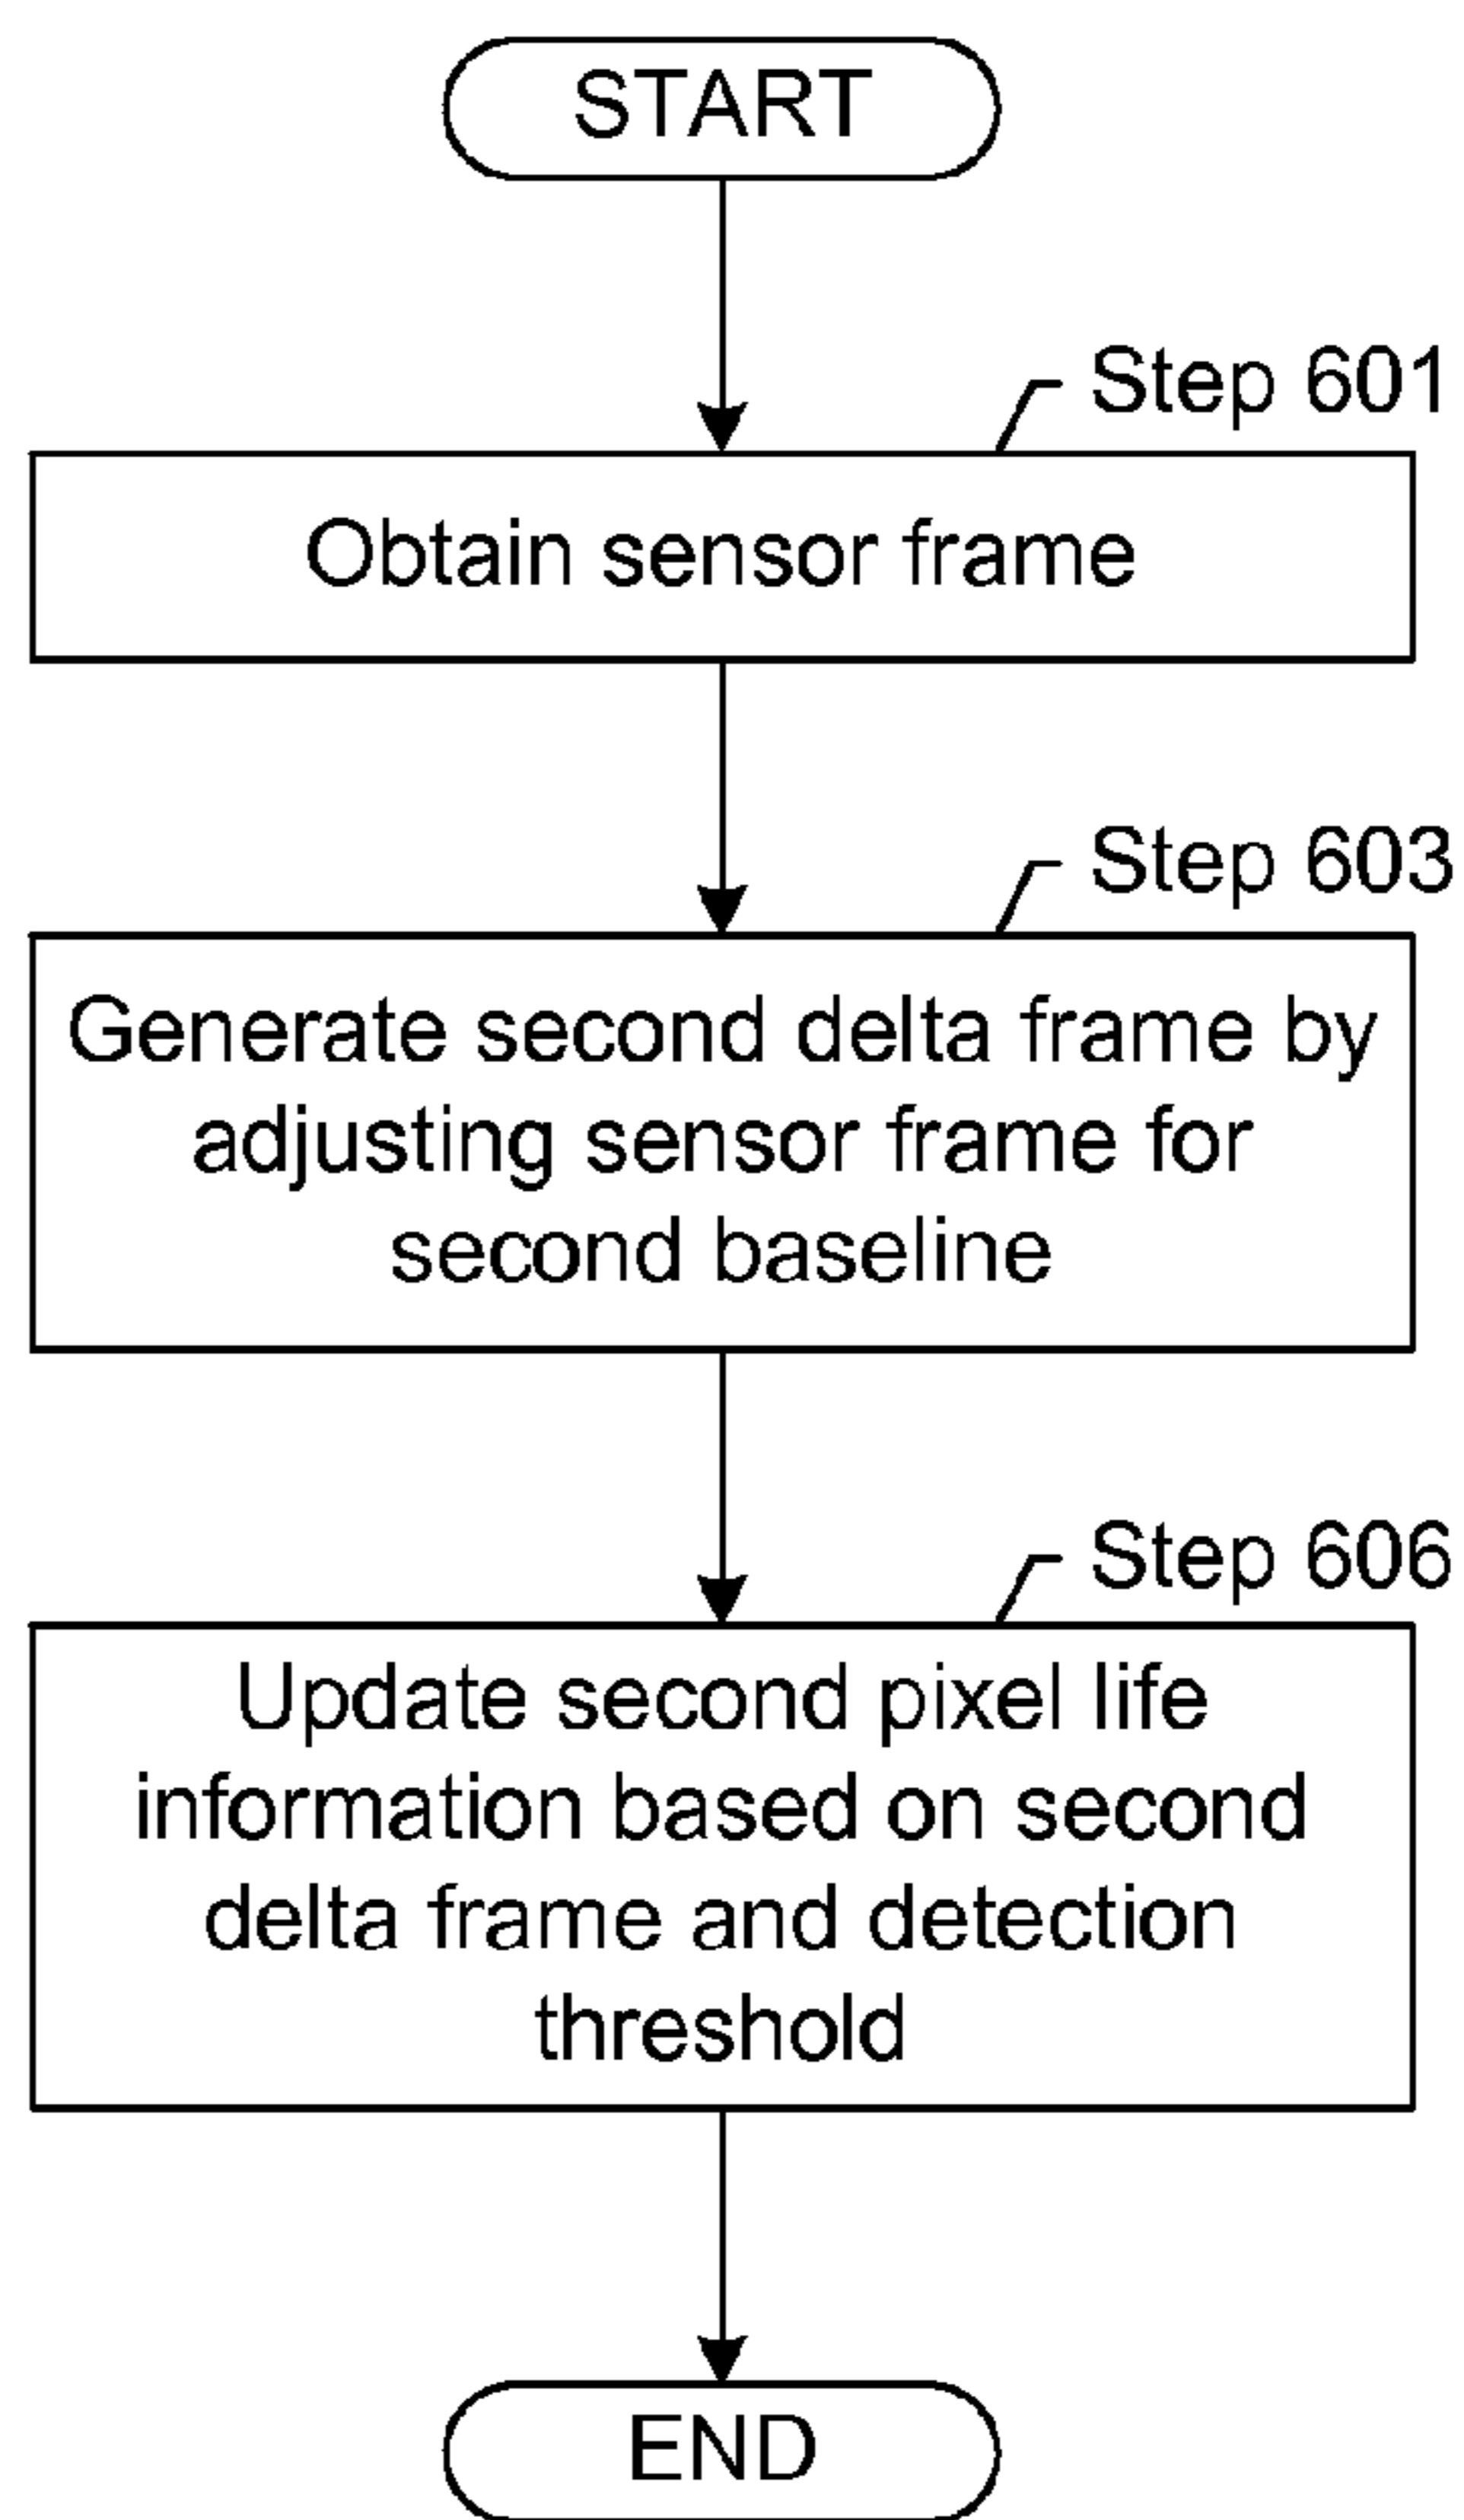 START
Step 601
Obtain sensor frame
Step 603
Generate second delta frame by
adjusting sensor frame for
second baseline
Step 606
Update second pixel life
information based on second
delta frame and detection
threshold
END